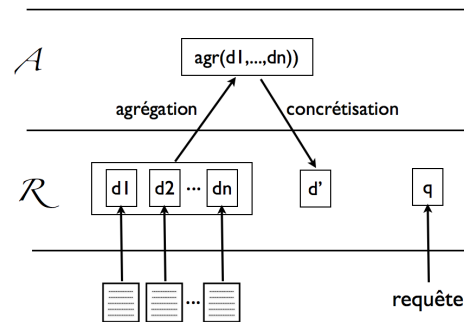 A
agr(d1,...,dn))
agrégation
concrétisation
R
d1 d2 ... dn
d'
q
...
requête